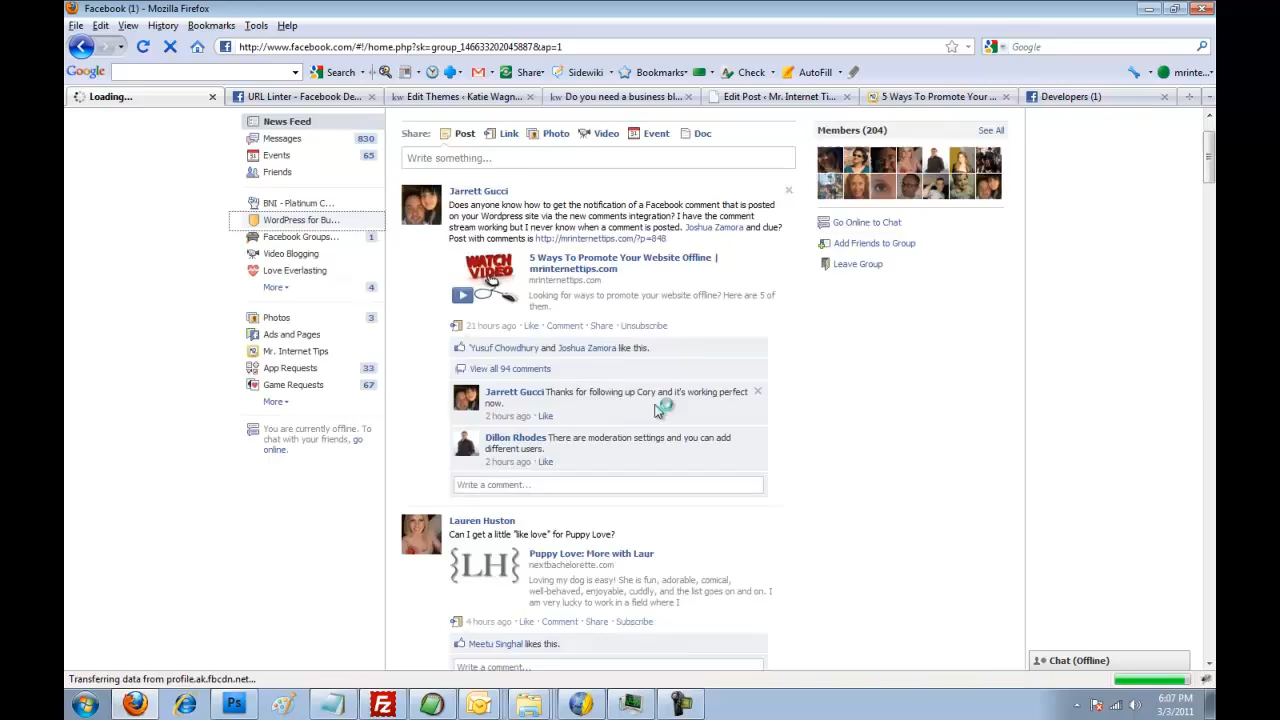 Facebook (1) - Mozilla Firefox
File Edit View History Bookmarks Tools Help
http://www.facebook.com/#!/home.php?sk=group_146633202045887&ap=1
Google
Google Search Share Sidewiki Bookmarks Check AutoFill mrinte...
Loading... URL Linter - Facebook De... Edit Themes ‹ Katie Wagn... Do you need a business bl... Edit Post ‹ Mr. Internet Ti... 5 Ways To Promote Your ... Developers (1)
News Feed
Messages 830
Events 65
Friends
BNI - Platinum C...
WordPress for Bu...
Facebook Groups... 1
Video Blogging
Love Everlasting
More 4
Photos 3
Ads and Pages
Mr. Internet Tips
App Requests 33
Game Requests 67
More
You are currently offline. To
chat with your friends, go
online.
Share: Post Link Photo Video Event Doc
Write something...
Jarrett Gucci
Does anyone know how to get the notification of a Facebook comment that is posted
on your Wordpress site via the new comments integration? I have the comment
stream working but I never know when a comment is posted. Joshua Zamora and clue?
Post with comments is http://mrinternettips.com/?p=848
WATCH
VIDEO
5 Ways To Promote Your Website Offline |
mrinternettips.com
mrinternettips.com
Looking for ways to promote your website offline? Here are 5 of
them.
21 hours ago · Like · Comment · Share · Unsubscribe
'Yusuf Chowdhury and Joshua Zamora like this.
View all 94 comments
Jarrett Gucci Thanks for following up Cory and it's working perfect
now.
2 hours ago · Like
Dillon Rhodes There are moderation settings and you can add
different users.
2 hours ago · Like
Write a comment...
Lauren Huston
Can I get a little "like love" for Puppy Love?
{LH}
Puppy Love: More with Laur
nextbachelorette.com
Loving my dog is easy! She is fun, adorable, comical,
well-behaved, enjoyable, cuddly, and the list goes on and on. I
am very lucky to work in a field where I
4 hours ago · Like · Comment · Share · Subscribe
Meetu Singhal likes this.
Write a comment...
Members (204) See All
Go Online to Chat
Add Friends to Group
Leave Group
Chat (Offline)
Transferring data from profile.ak.fbcdn.net...
Ps
Fz
6:07 PM
3/3/2011